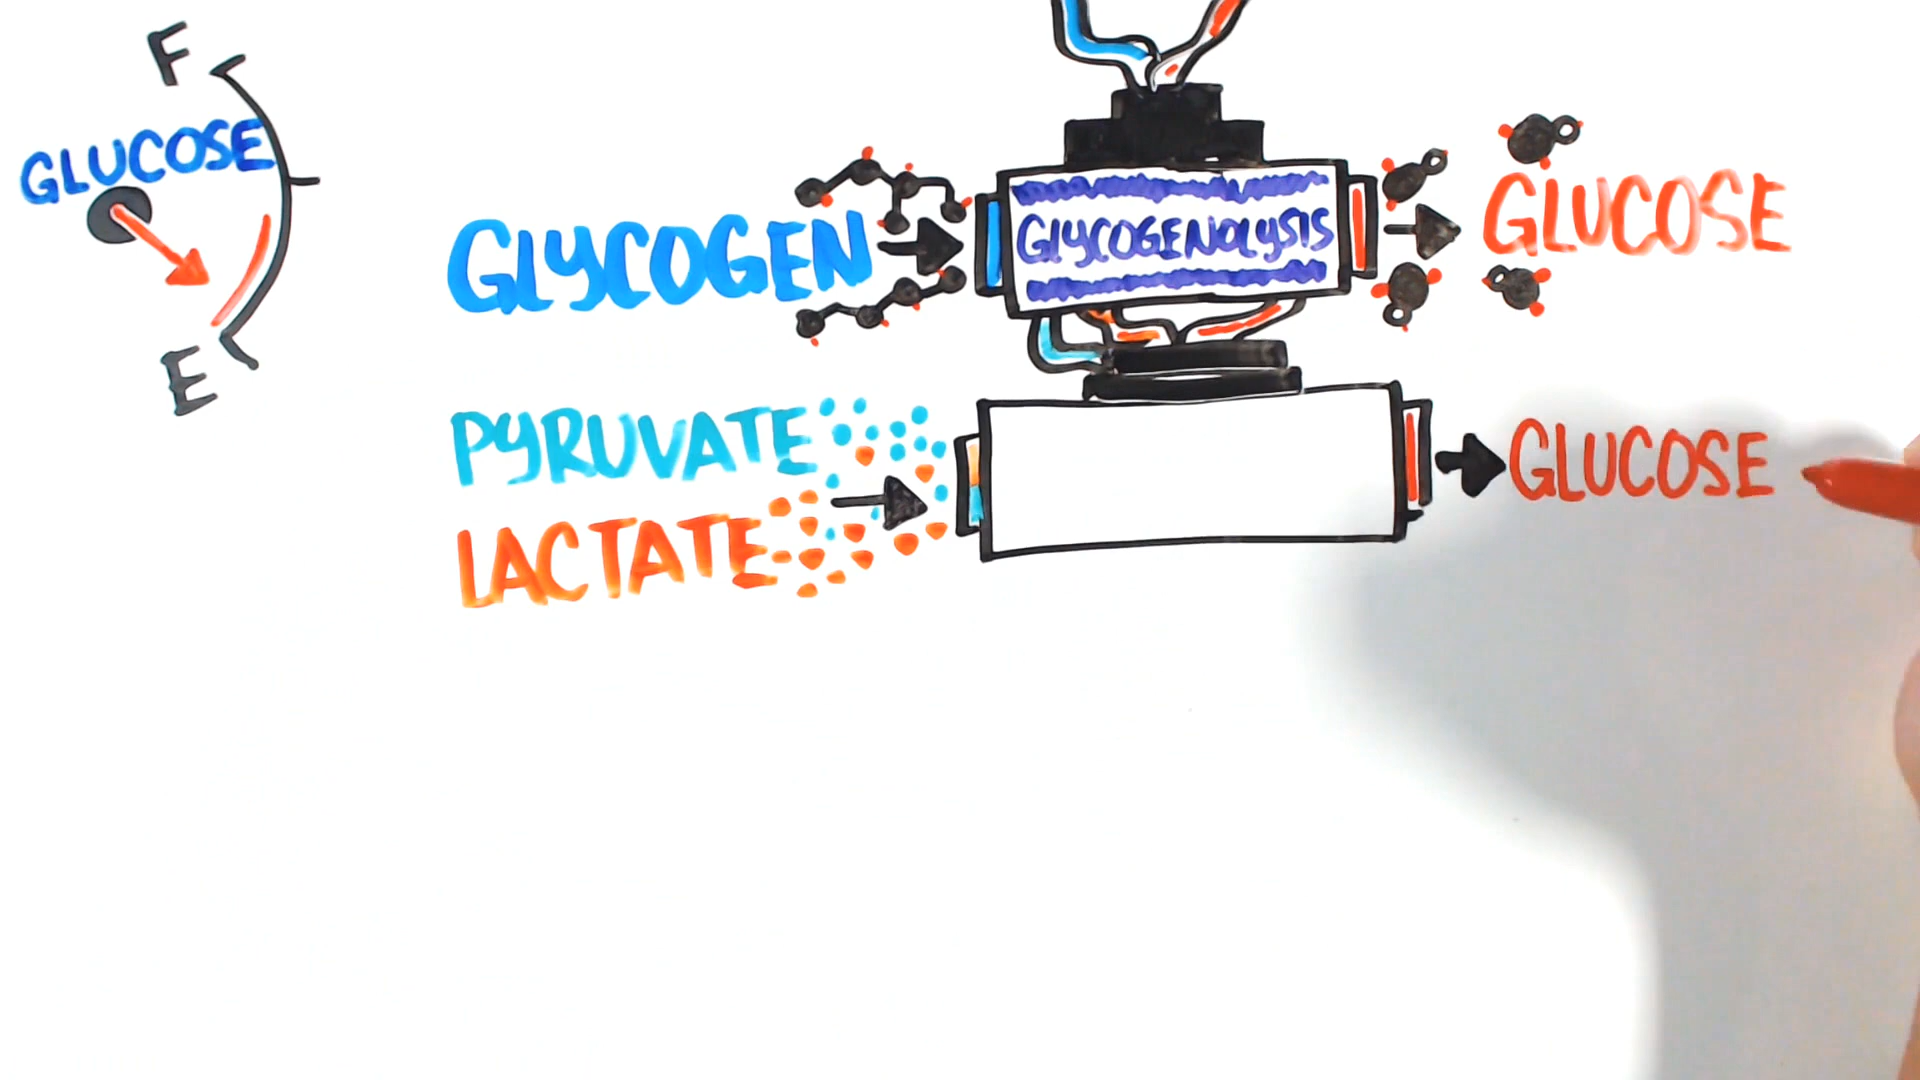 F
GLUCOSE
E
GLYCOGEN
GLYCOGENOLYSIS
GLUCOSE
PYRUVATE
LACTATE
GLUCOSE